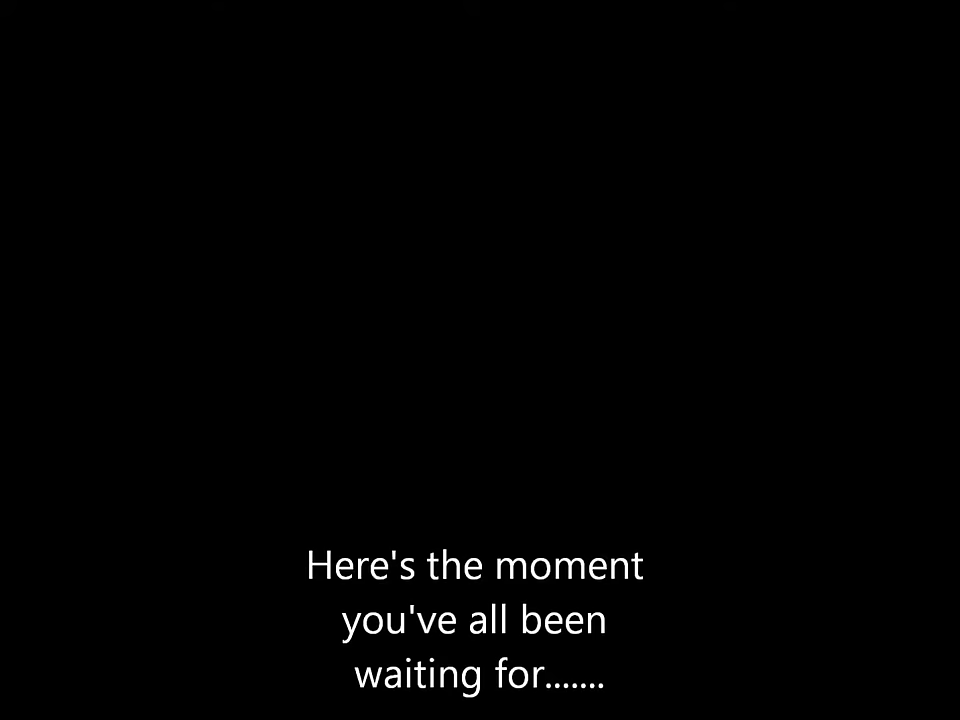 Here's the moment
you've all been
waiting for.......